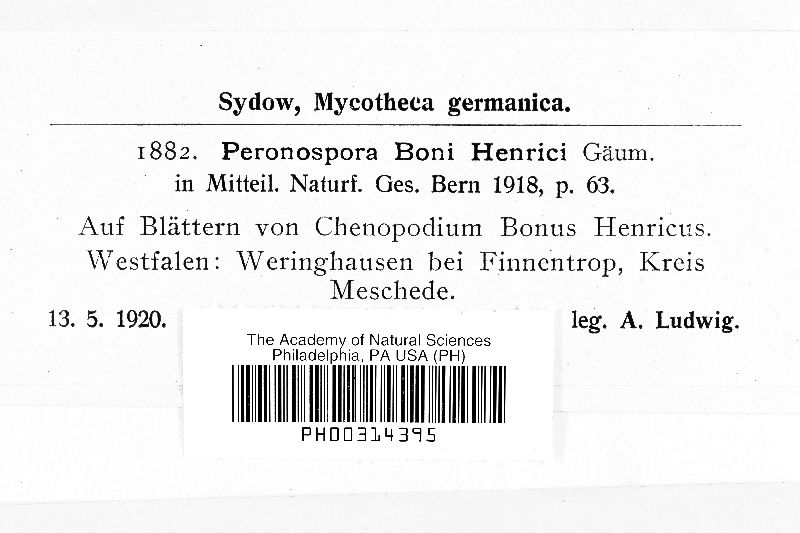 Sydow, Mycotheca germanica.
1882. Peronospora Boni Henrici Gäum.
in Mitteil. Naturf. Ges. Bern 1918, p. 63.
Auf Blättern von Chenopodium Bonus Henricus.
Westfalen: Weringhausen bei Finnentrop, Kreis
Meschede.
13. 5. 1920. leg. A. Ludwig.
The Academy of Natural Sciences
Philadelphia, PA USA (PH)
PH00314395